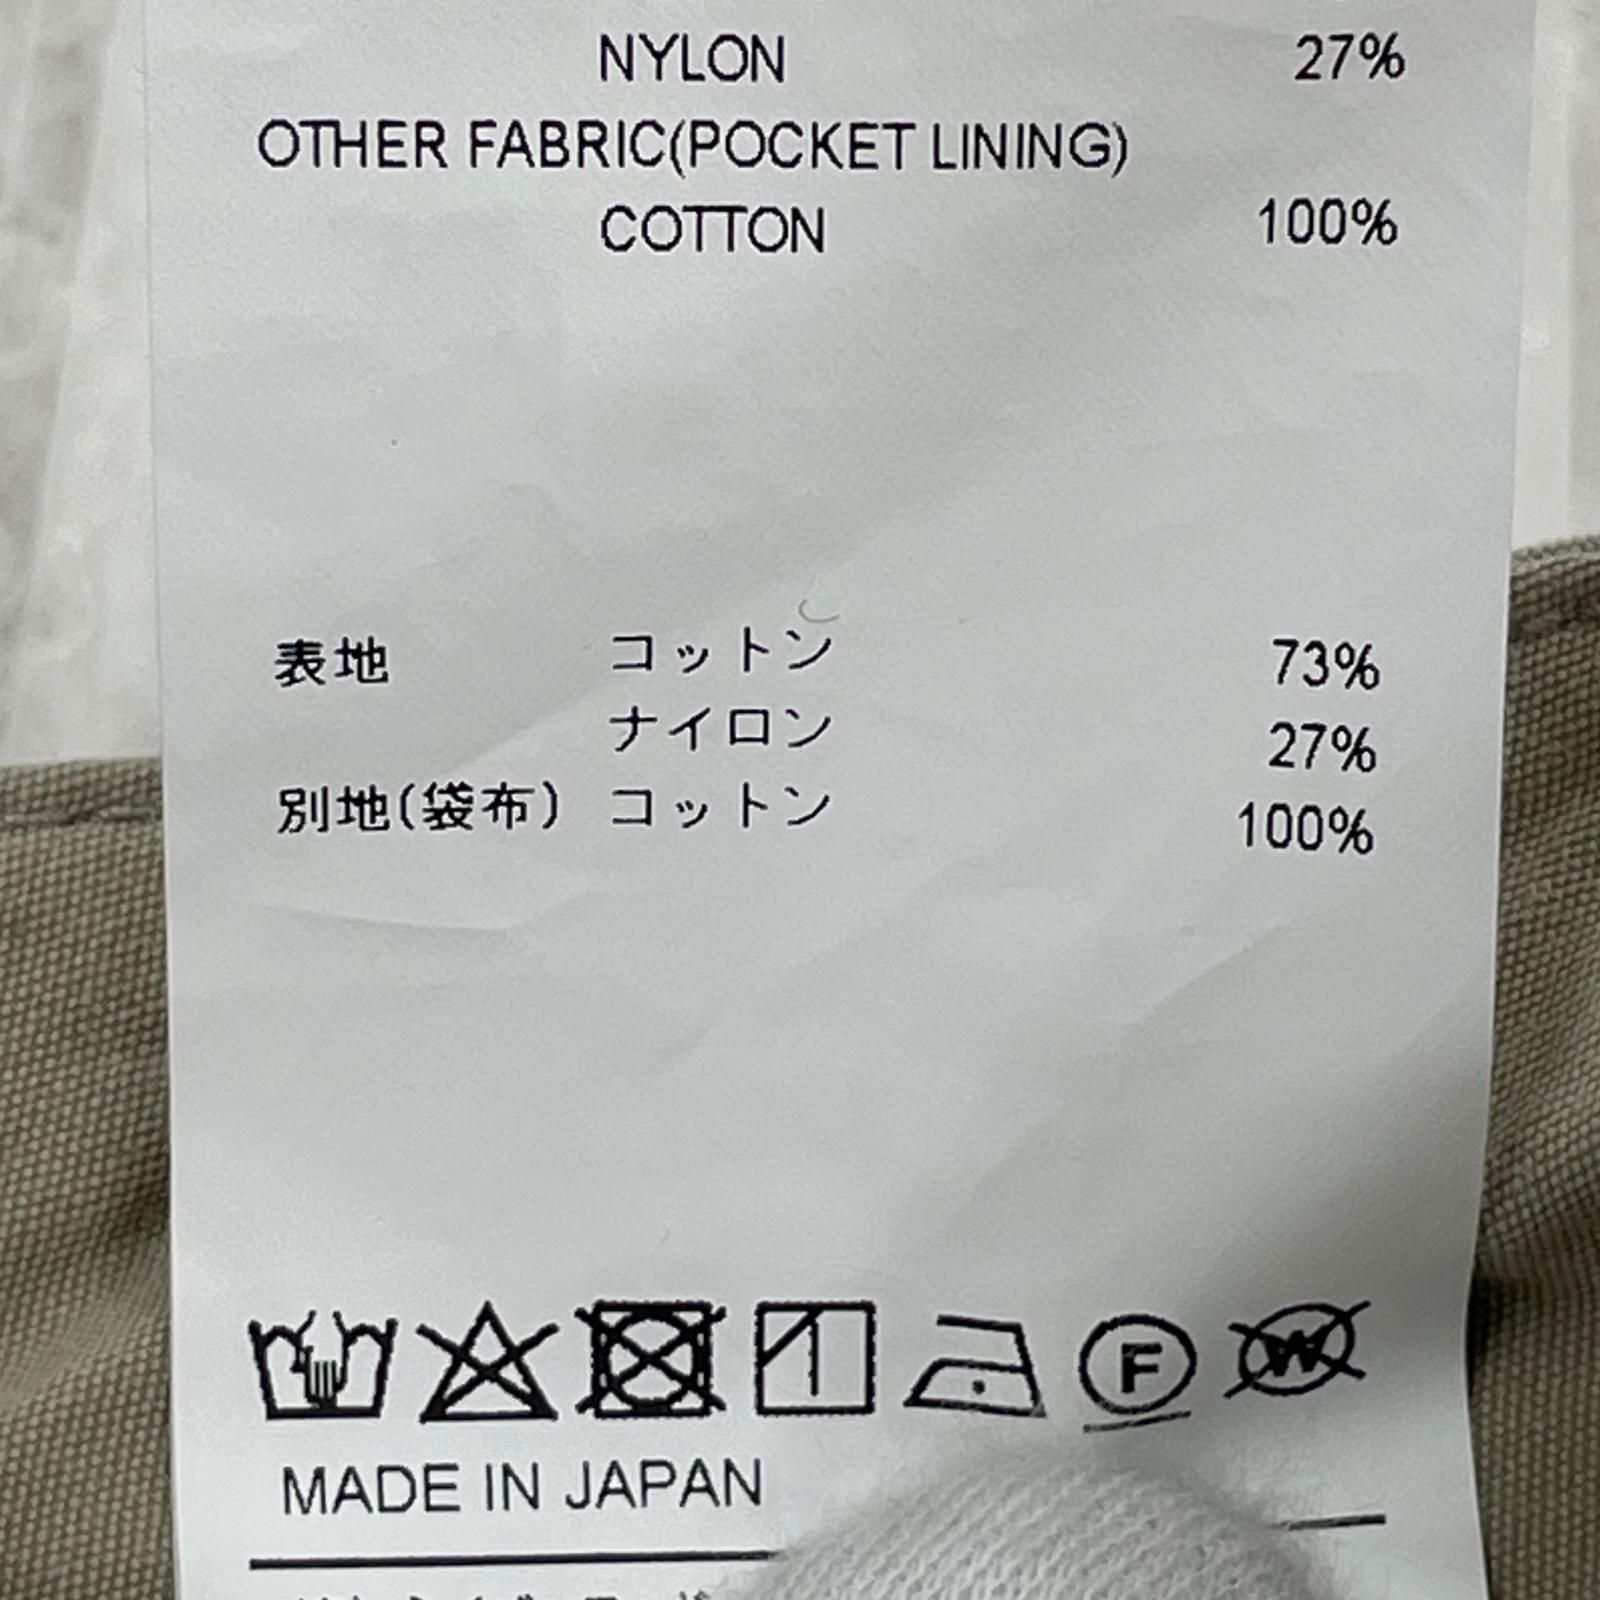 NYLON 27%
OTHER FABRIC(POCKET LINING)
COTTON 100%
表地 コットン 73%
ナイロン 27%
別地(袋布) コットン 100%
F W
MADE IN JAPAN